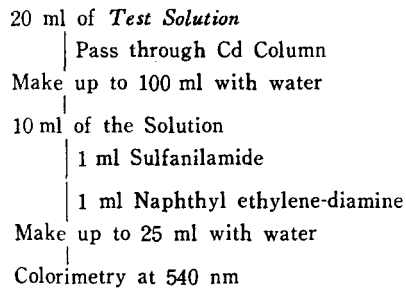 20 ml of Test Solution
Pass through Cd Column
Make up to 100 ml with water
10 ml of the Solution
1 ml Sulfanilamide
1 ml Naphthyl ethylene-diamine
Make up to 25 ml with water
Colorimetry at 540 nm